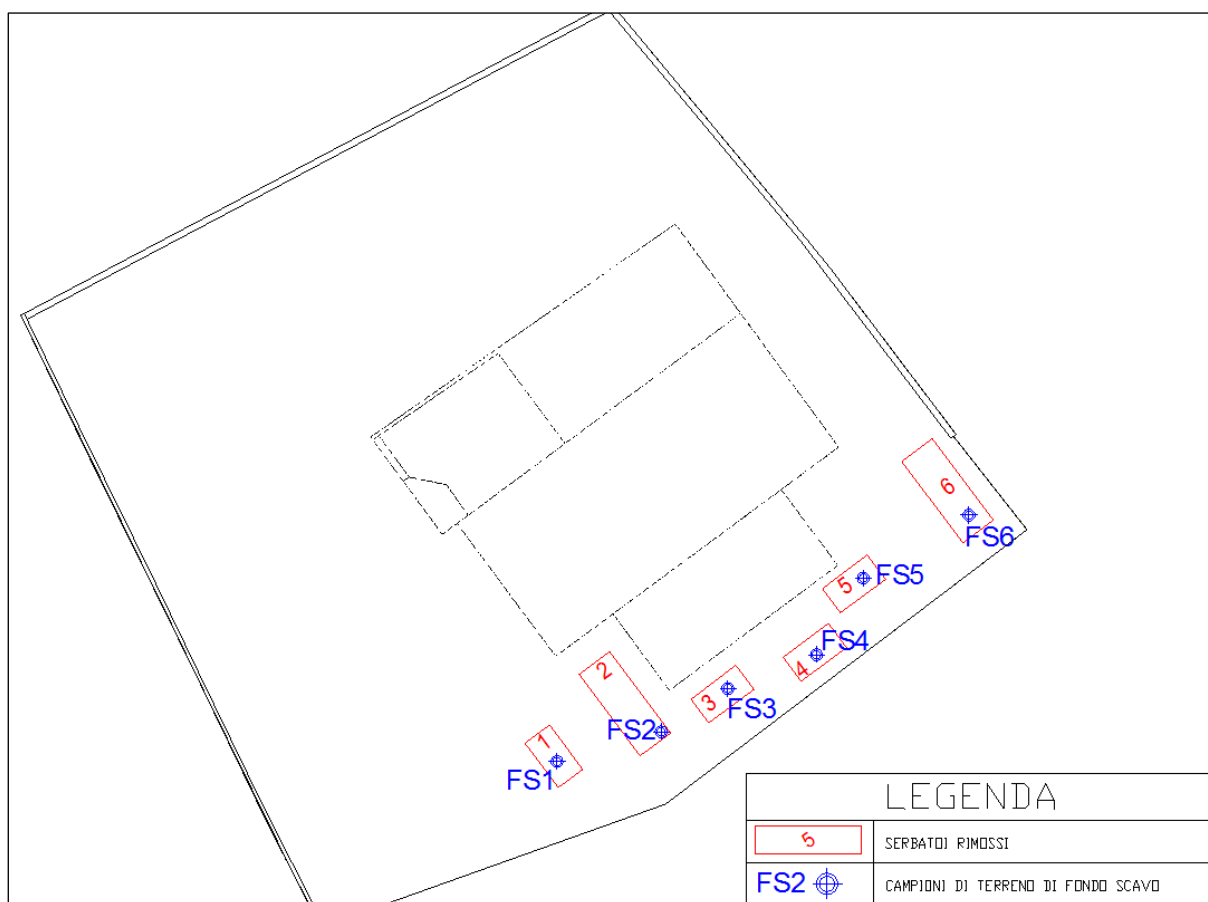 6
FS6
5
FS5
FS4
4
2
3
FS3
FS2
1
FS1
LEGENDA
5
SERBATOI RIMOSSI
FS2
CAMPIONI DI TERRENO DI FONDO SCAVO